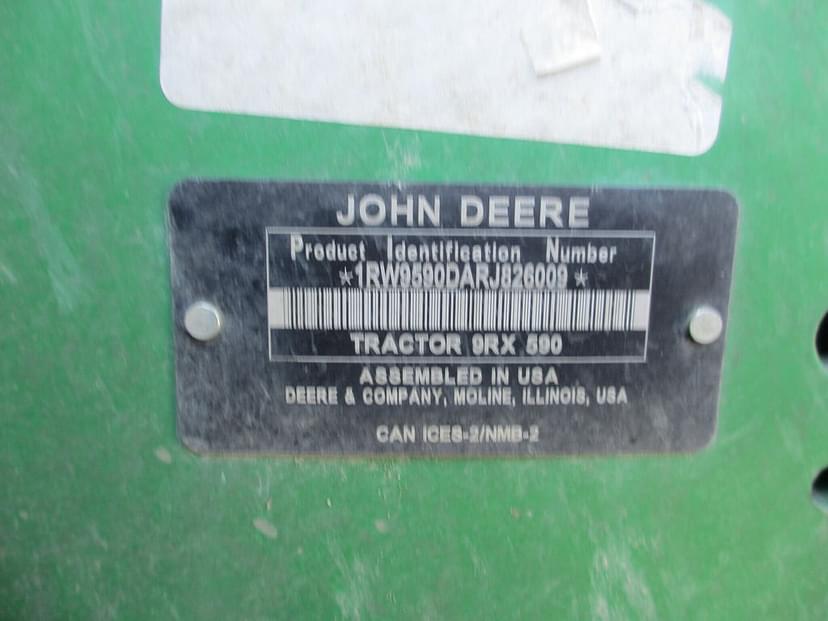 JOHN DEERE
Product Identification Number
*1RW9590DARJ826009*
TRACTOR 9RX 590
ASSEMBLED IN USA
DEERE & COMPANY, MOLINE, ILLINOIS, USA
CAN ICES-2/NMB-2